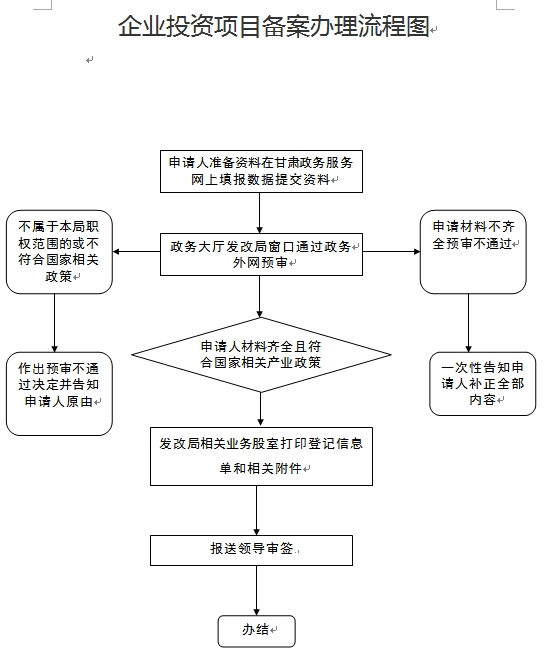 企业投资项目备案办理流程图
申请人准备资料在甘肃政务服务
网上填报数据提交资料
不属于本局职
权范围的或不
符合国家相关
政策
政务大厅发改局窗口通过政务
外网预审
申请材料不齐
全预审不通过
申请人材料齐全且符
合国家相关产业政策
作出预审不通
过决定并告知
申请人原由
一次性告知申
请人补正全部
内容
发改局相关业务股室打印登记信息
单和相关附件
报送领导审签
办结